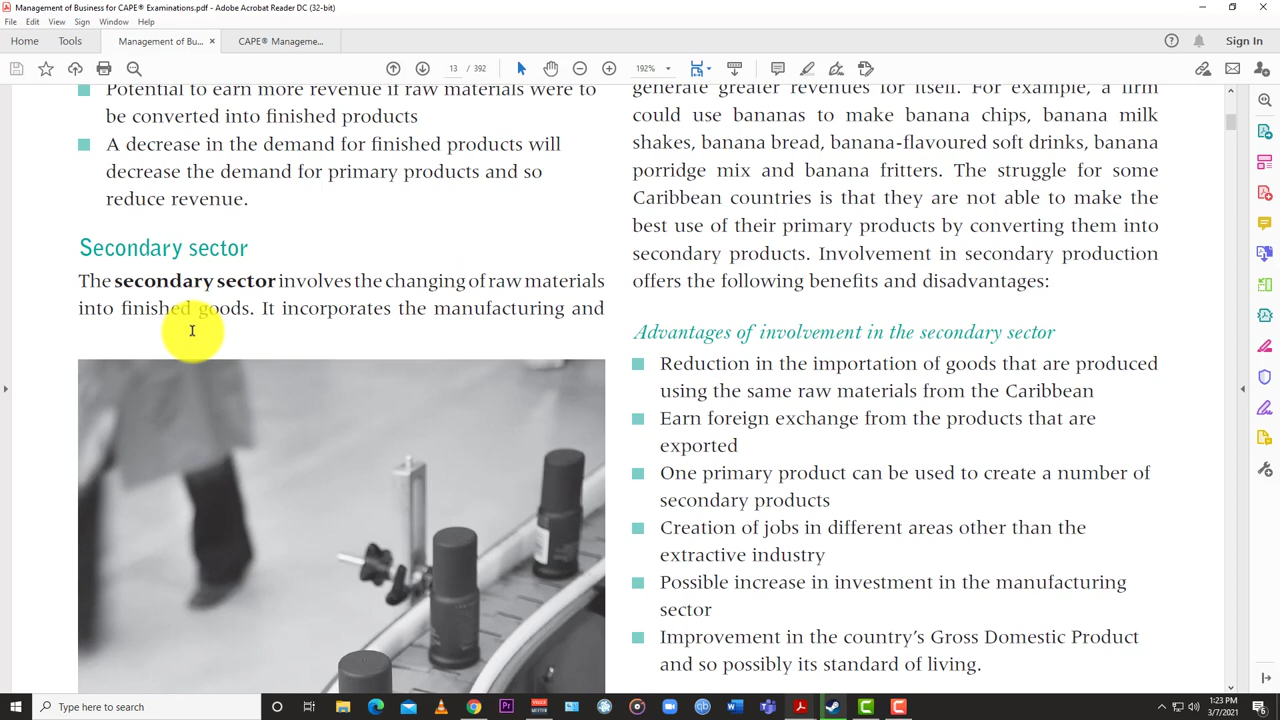 Management of Business for CAPE® Examinations.pdf - Adobe Acrobat Reader DC (32-bit)
File Edit View Sign Window Help
Home Tools Management of Bu... × CAPE® Manageme... Sign In
13 / 392 192%
Potential to earn more revenue if raw materials were to
be converted into finished products
A decrease in the demand for finished products will
decrease the demand for primary products and so
reduce revenue.
Secondary sector
The secondary sector involves the changing of raw materials
into finished goods. It incorporates the manufacturing and
generate greater revenues for itself. For example, a firm
could use bananas to make banana chips, banana milk
shakes, banana bread, banana-flavoured soft drinks, banana
porridge mix and banana fritters. The struggle for some
Caribbean countries is that they are not able to make the
best use of their primary products by converting them into
secondary products. Involvement in secondary production
offers the following benefits and disadvantages:
Advantages of involvement in the secondary sector
Reduction in the importation of goods that are produced
using the same raw materials from the Caribbean
Earn foreign exchange from the products that are
exported
One primary product can be used to create a number of
secondary products
Creation of jobs in different areas other than the
extractive industry
Possible increase in investment in the manufacturing
sector
Improvement in the country's Gross Domestic Product
and so possibly its standard of living.
Type here to search
1:23 PM
3/7/2021